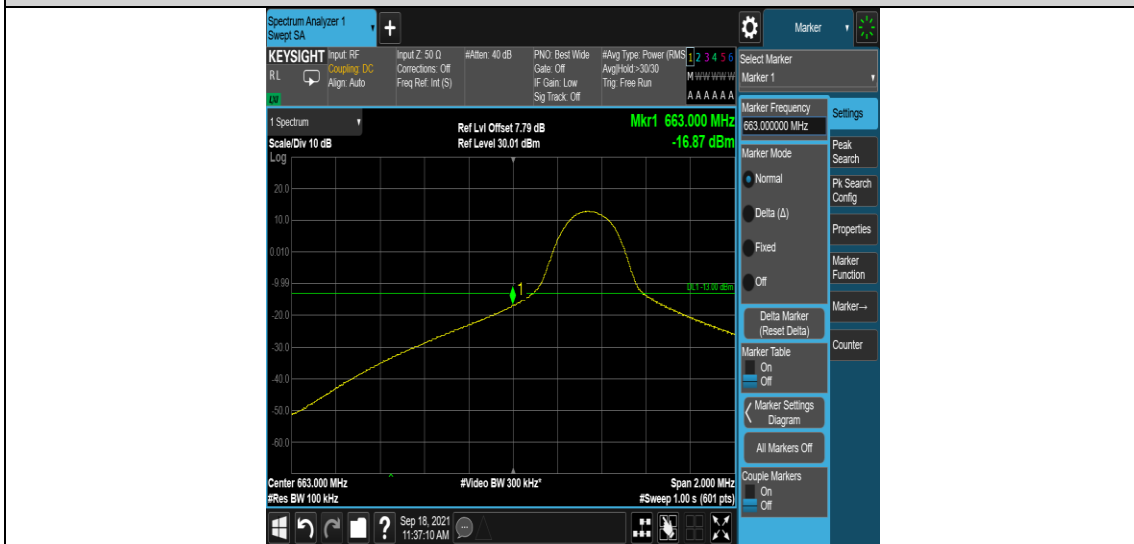 Spectrum Analyzer 1
Swept SA
+
Marker
KEYSIGHT
RL
Input: RF
Coupling: DC
Align: Auto
Input Z: 50 Ω
Corrections: Off
Freq Ref: Int (S)
#Atten: 40 dB
PNO: Best Wide
Gate: Off
IF Gain: Low
Sig Track: Off
#Avg Type: Power (RMS
Avg|Hold:>30/30
Trig: Free Run
1 2 3 4 5 6
M W W W W W
A A A A A A
LXI
Select Marker
Marker 1
1 Spectrum
Scale/Div 10 dB
Ref Lvl Offset 7.79 dB
Ref Level 30.01 dBm
Mkr1 663.000 MHz
-16.87 dBm
Log
20.0
10.0
0.010
-9.99
-20.0
-30.0
-40.0
-50.0
-60.0
1
DL1 -13.00 dBm
Center 663.000 MHz
#Res BW 100 kHz
#Video BW 300 kHz*
Span 2.000 MHz
#Sweep 1.00 s (601 pts)
Marker Frequency
663.000000 MHz
Marker Mode
Normal
Delta (Δ)
Fixed
Off
Delta Marker
(Reset Delta)
Marker Table
On
Off
Marker Settings
Diagram
All Markers Off
Couple Markers
On
Off
Settings
Peak
Search
Pk Search
Config
Properties
Marker
Function
Marker→
Counter
?
Sep 18, 2021
11:37:10 AM